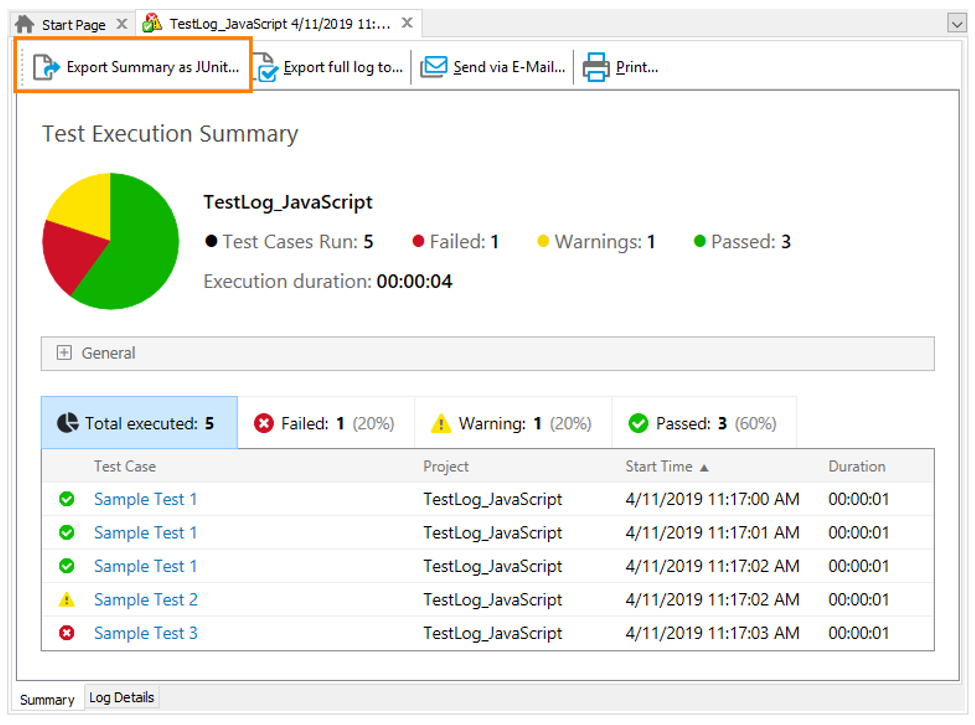 Start Page
TestLog_JavaScript 4/11/2019 11:...
Export Summary as JUnit... Export full log to... Send via E-Mail... Print...
Test Execution Summary
TestLog_JavaScript
Test Cases Run: 5 Failed: 1 Warnings: 1 Passed: 3
Execution duration: 00:00:04
General
Total executed: 5 Failed: 1 (20%) Warning: 1 (20%) Passed: 3 (60%)
Test Case Project Start Time ▲ Duration
Sample Test 1 TestLog_JavaScript 4/11/2019 11:17:00 AM 00:00:01
Sample Test 1 TestLog_JavaScript 4/11/2019 11:17:01 AM 00:00:01
Sample Test 1 TestLog_JavaScript 4/11/2019 11:17:02 AM 00:00:01
Sample Test 2 TestLog_JavaScript 4/11/2019 11:17:02 AM 00:00:01
Sample Test 3 TestLog_JavaScript 4/11/2019 11:17:03 AM 00:00:01
Summary Log Details